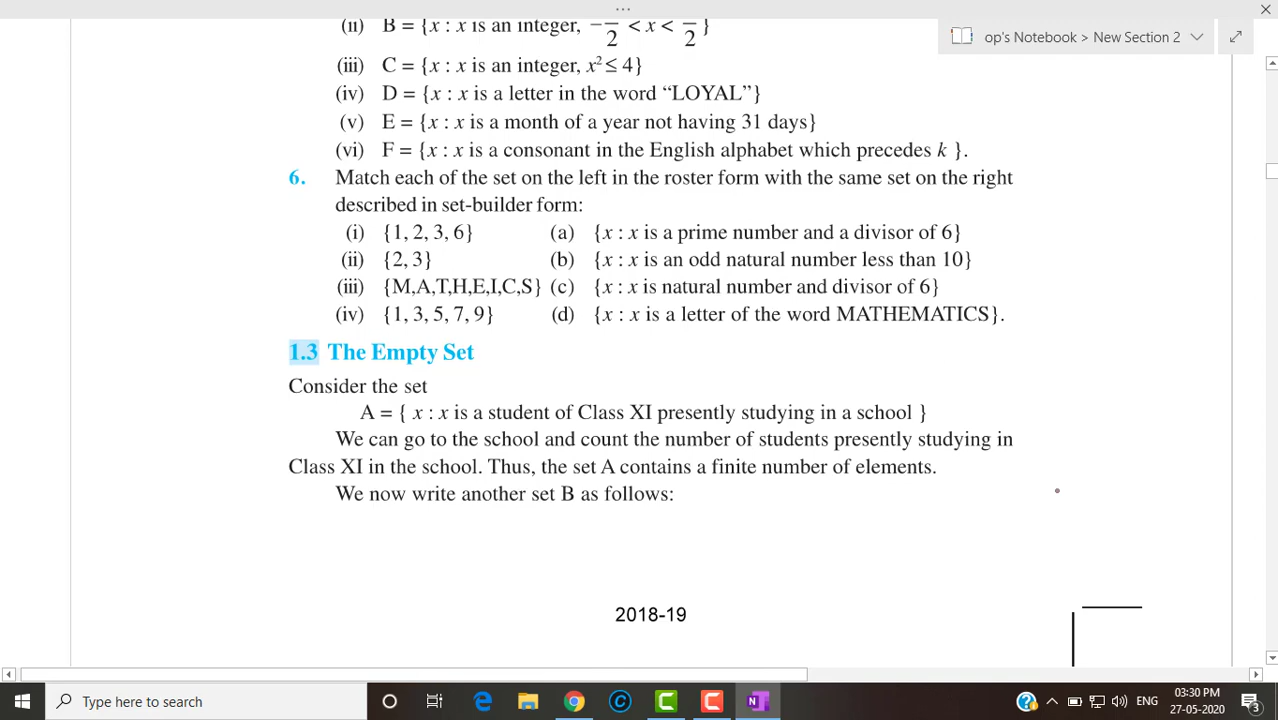 ...
×
op's Notebook > New Section 2
(ii) B = {x : x is an integer, – 2 < x < 2 }
(iii) C = {x : x is an integer, x² ≤ 4}
(iv) D = {x : x is a letter in the word “LOYAL”}
(v) E = {x : x is a month of a year not having 31 days}
(vi) F = {x : x is a consonant in the English alphabet which precedes k }.
6. Match each of the set on the left in the roster form with the same set on the right
described in set-builder form:
(i) {1, 2, 3, 6} (a) {x : x is a prime number and a divisor of 6}
(ii) {2, 3} (b) {x : x is an odd natural number less than 10}
(iii) {M,A,T,H,E,I,C,S} (c) {x : x is natural number and divisor of 6}
(iv) {1, 3, 5, 7, 9} (d) {x : x is a letter of the word MATHEMATICS}.
1.3 The Empty Set
Consider the set
A = { x : x is a student of Class XI presently studying in a school }
We can go to the school and count the number of students presently studying in
Class XI in the school. Thus, the set A contains a finite number of elements.
We now write another set B as follows:
2018-19
Type here to search
ENG
03:30 PM
27-05-2020
3